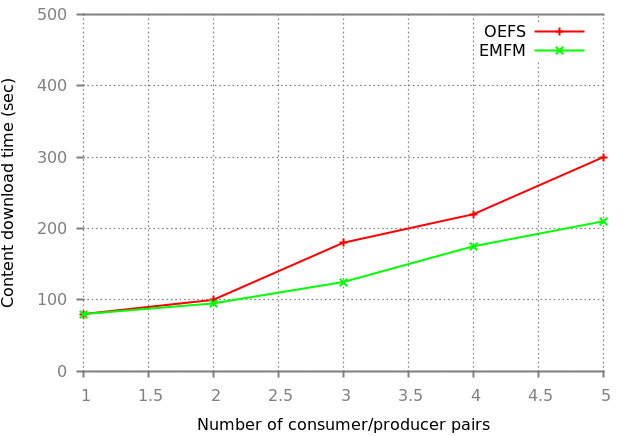 500
400
300
200
100
0
Content download time (sec)
OEFS
EMFM
1 1.5 2 2.5 3 3.5 4 4.5 5
Number of consumer/producer pairs